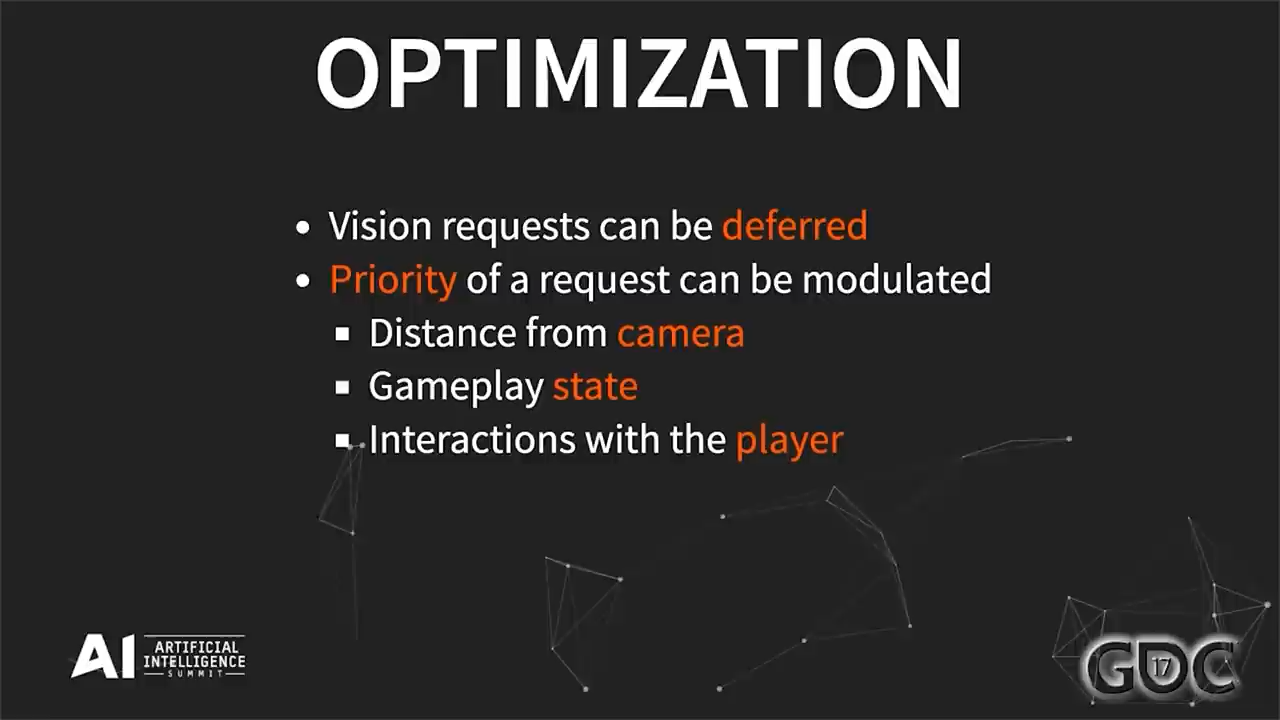 OPTIMIZATION
Vision requests can be deferred
Priority of a request can be modulated
Distance from camera
Gameplay state
Interactions with the player
AI ARTIFICIAL
INTELLIGENCE
SUMMIT
GDC 17